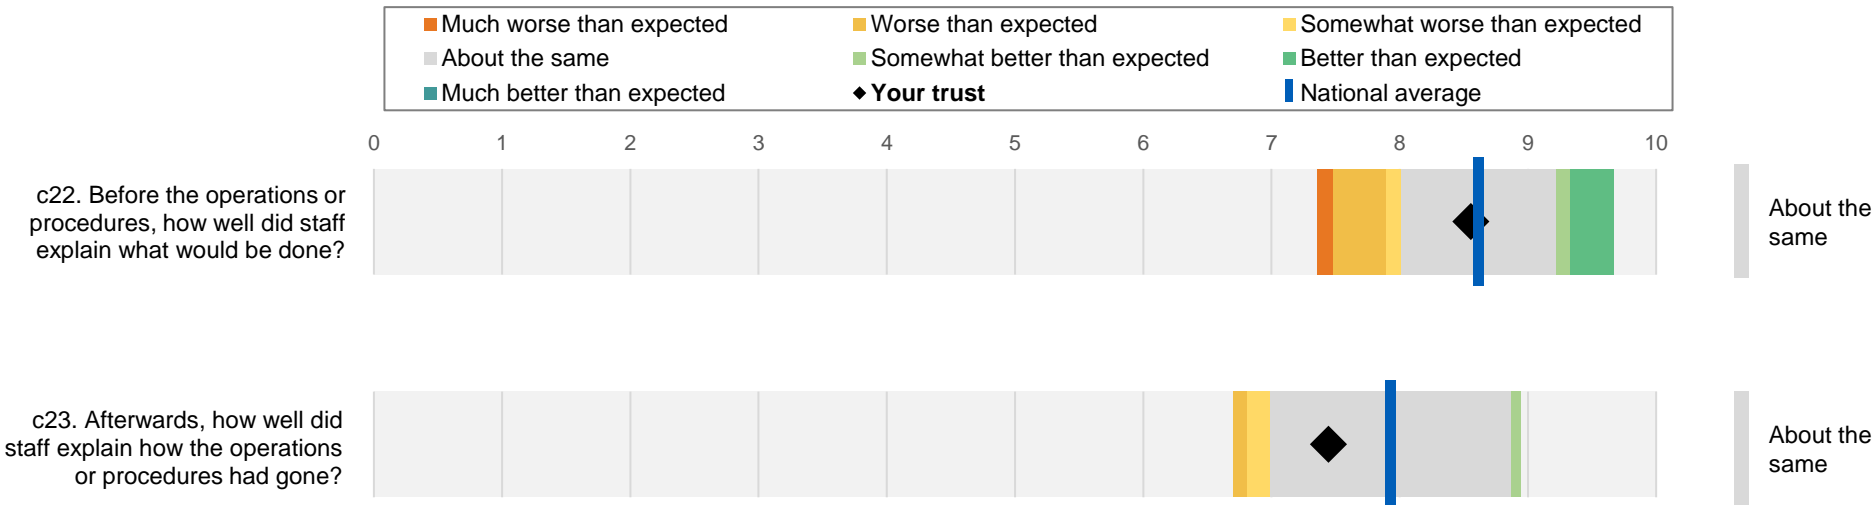 Much worse than expected
Worse than expected
Somewhat worse than expected
About the same
Somewhat better than expected
Better than expected
Much better than expected
Your trust
National average
0 1 2 3 4 5 6 7 8 9 10
c22. Before the operations or
procedures, how well did staff
explain what would be done?
About the
same
c23. Afterwards, how well did
staff explain how the operations
or procedures had gone?
About the
same